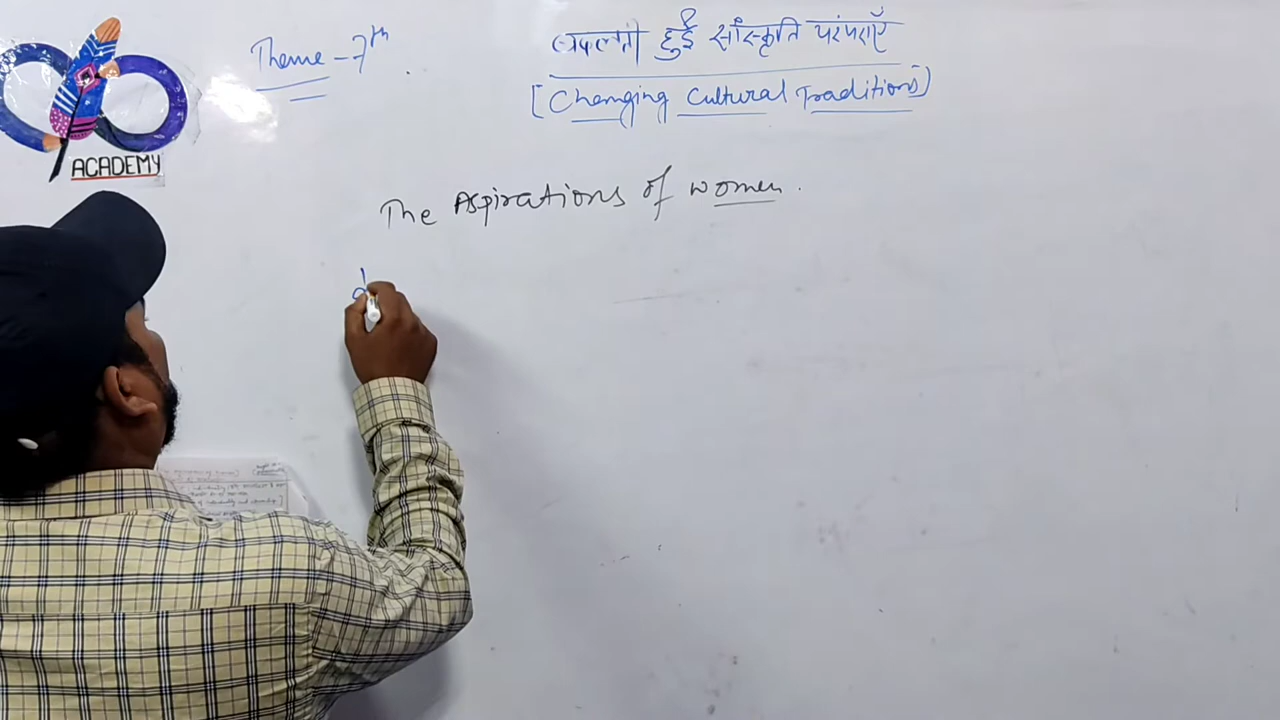 Theme - 7th
बदलती हुई सांस्कृति परंपराएँ
[Changing Cultural Traditions]
ACADEMY
The Aspirations of women.